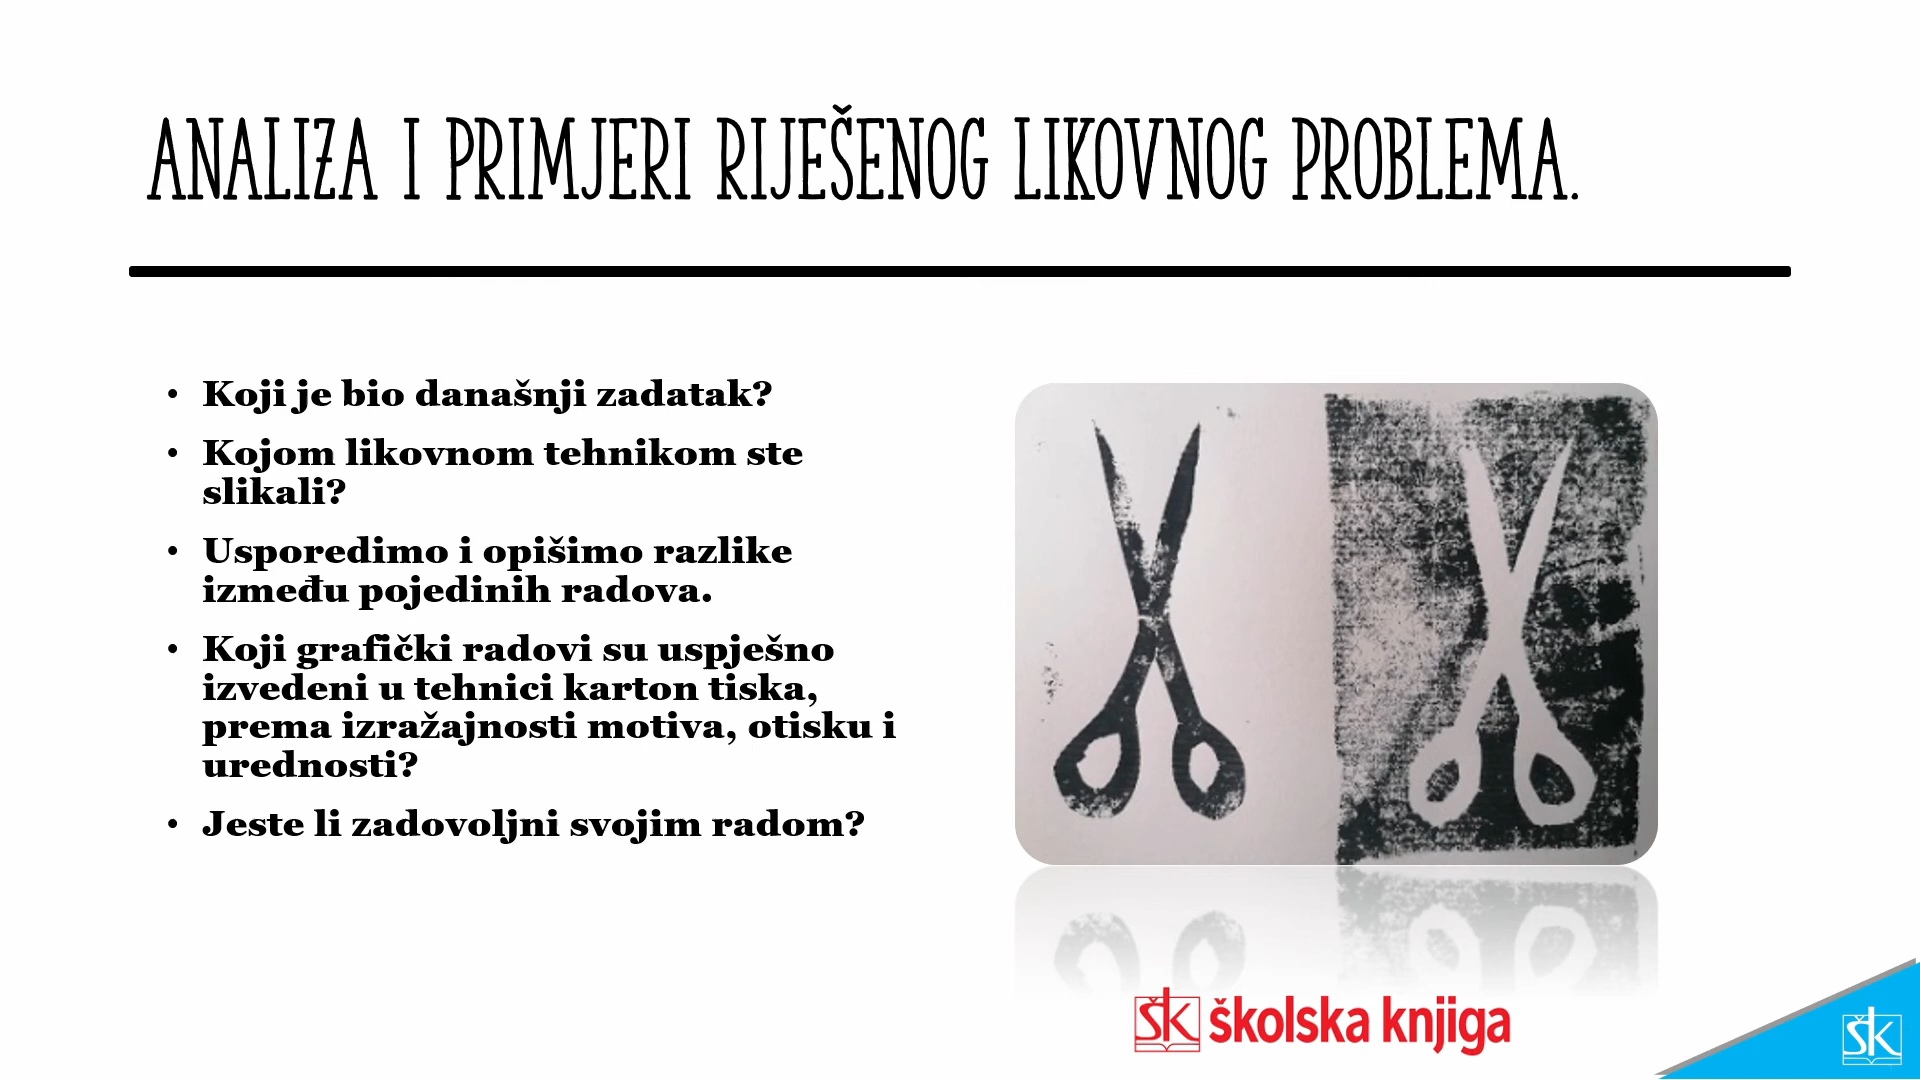 ANALIZA I PRIMJERI RIJEŠENOG LIKOVNOG PROBLEMA.
• Koji je bio današnji zadatak?
• Kojom likovnom tehnikom ste
slikali?
• Usporedimo i opišimo razlike
između pojedinih radova.
• Koji grafički radovi su uspješno
izvedeni u tehnici karton tiska,
prema izražajnosti motiva, otisku i
urednosti?
• Jeste li zadovoljni svojim radom?
šk školska knjiga
šk